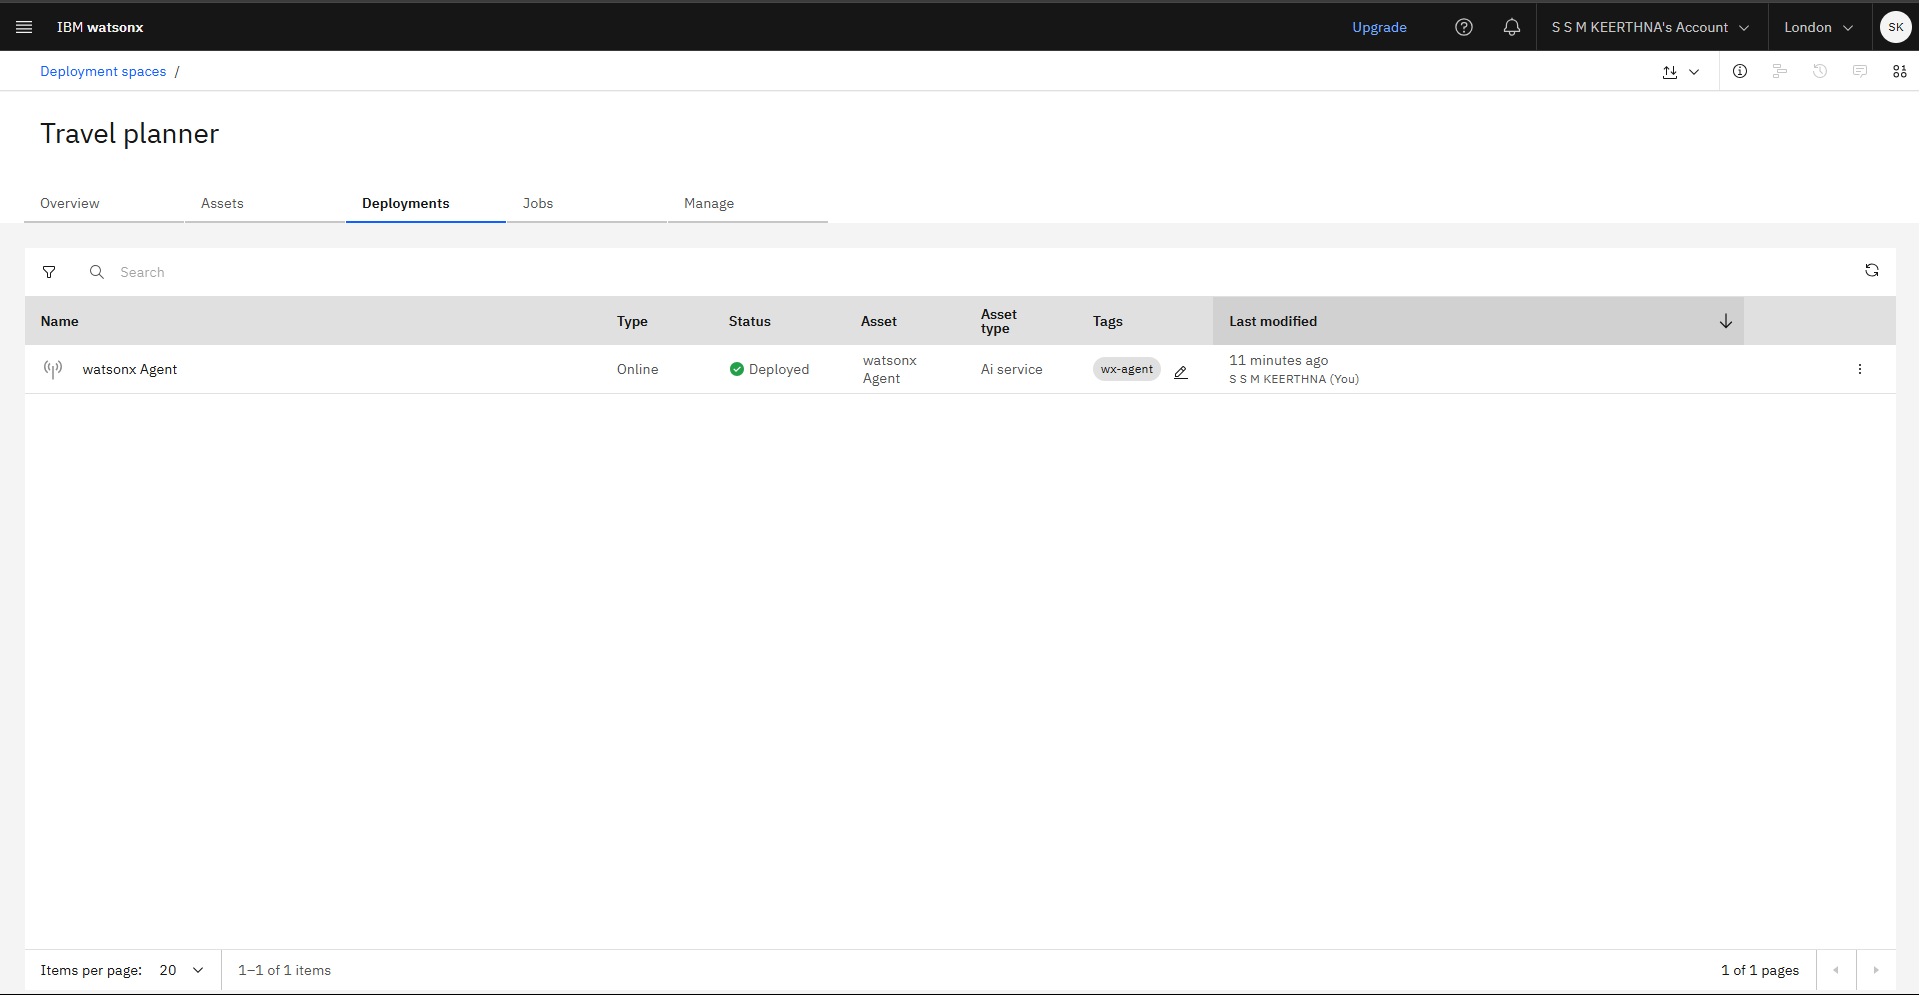 IBM watsonx
Upgrade
S S M KEERTHNA's Account
London
SK
Deployment spaces /
Travel planner
Overview
Assets
Deployments
Jobs
Manage
Search
Name
Type
Status
Asset
Asset
type
Tags
Last modified
watsonx Agent
Online
Deployed
watsonx
Agent
Ai service
wx-agent
11 minutes ago
S S M KEERTHNA (You)
Items per page: 20
1–1 of 1 items
1 of 1 pages